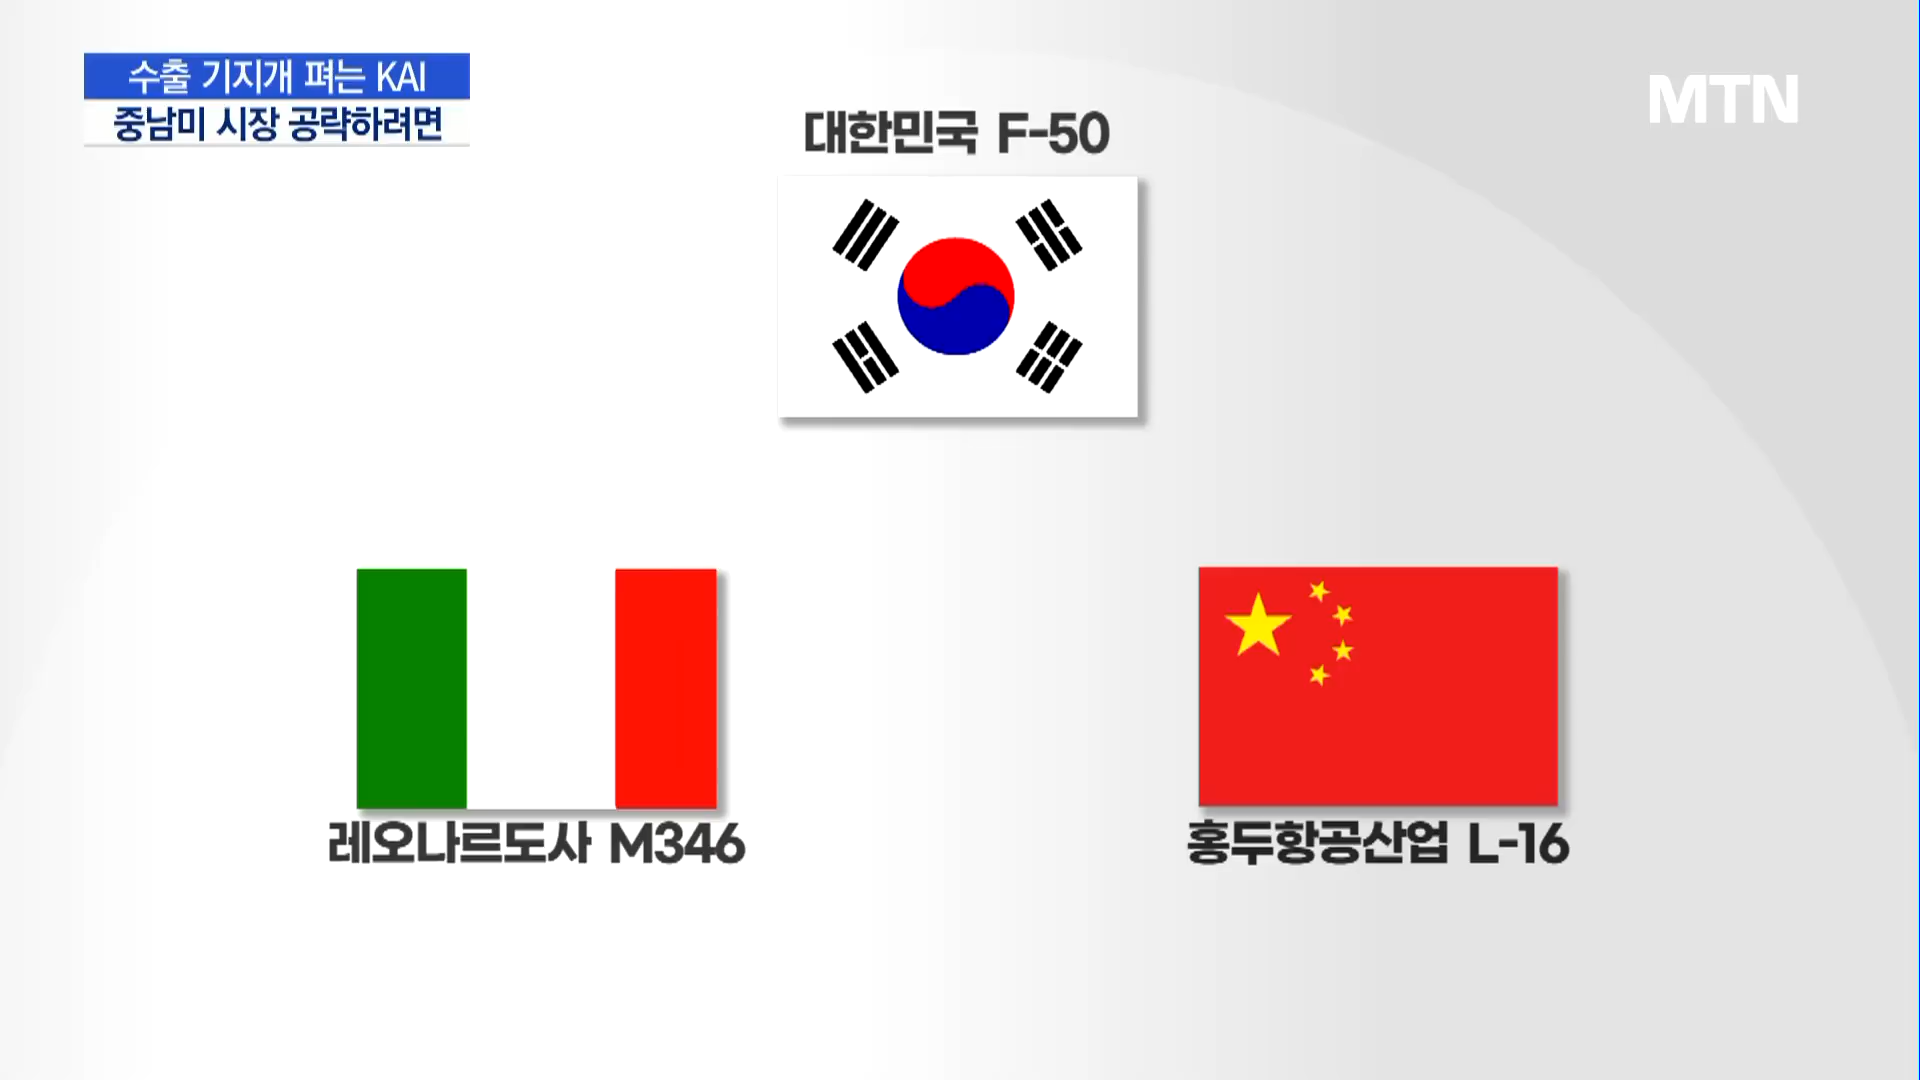 수출 기지개 펴는 KAI
중남미 시장 공략하려면
MTN
대한민국 F-50
레오나르도사 M346
홍두항공산업 L-16